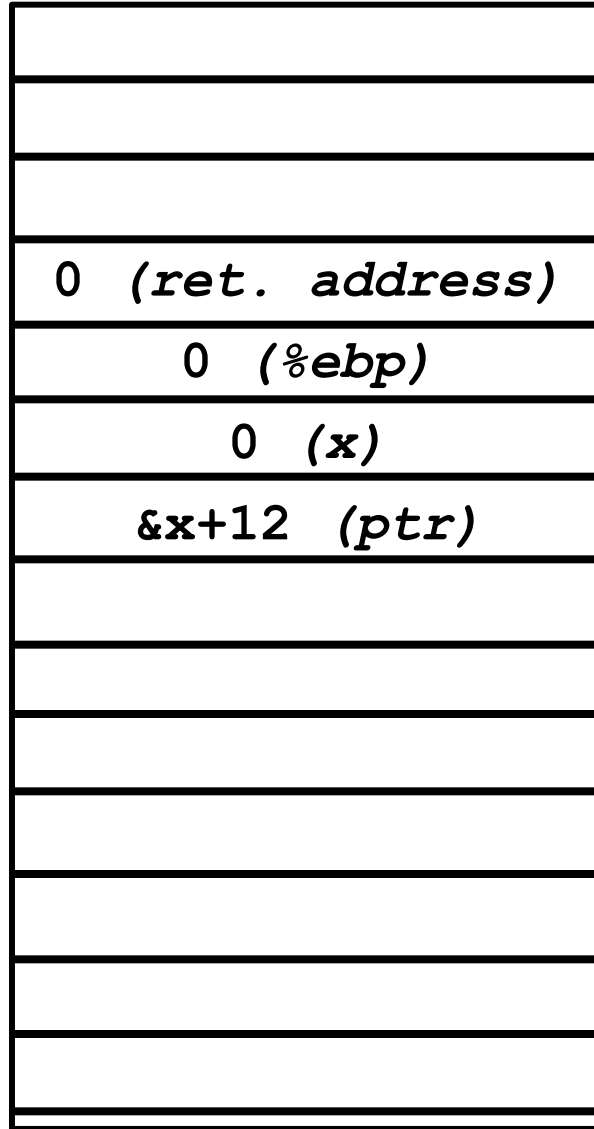 0 (ret. address)
0 (%ebp)
0 (x)
&x+12 (ptr)